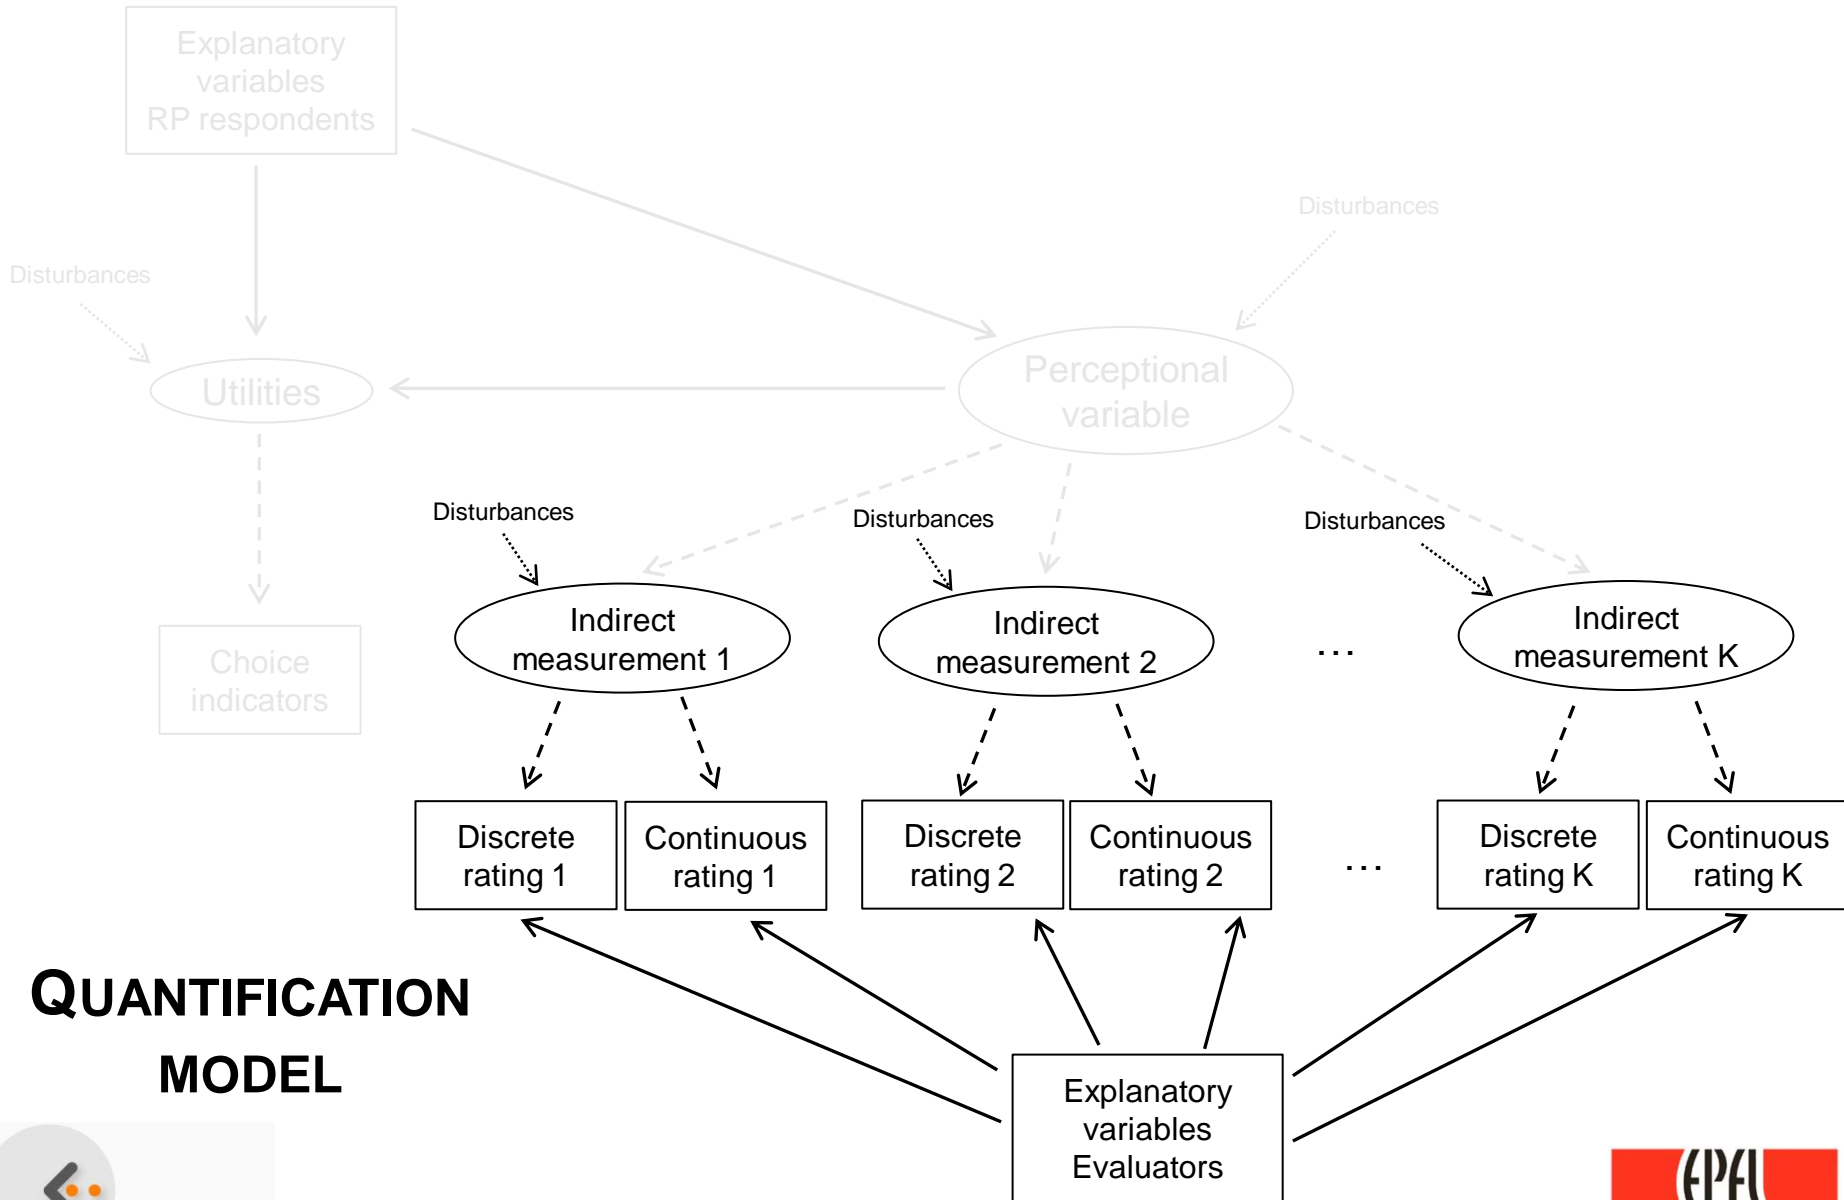 Explanatory
variables
RP respondents
Disturbances
Disturbances
Utilities
Perceptional
variable
Disturbances
Disturbances
Disturbances
Indirect
measurement 1
Indirect
measurement 2
...
Indirect
measurement K
Choice
indicators
Discrete
rating 1
Continuous
rating 1
Discrete
rating 2
Continuous
rating 2
...
Discrete
rating K
Continuous
rating K
QUANTIFICATION
MODEL
Explanatory
variables
Evaluators
EPFL